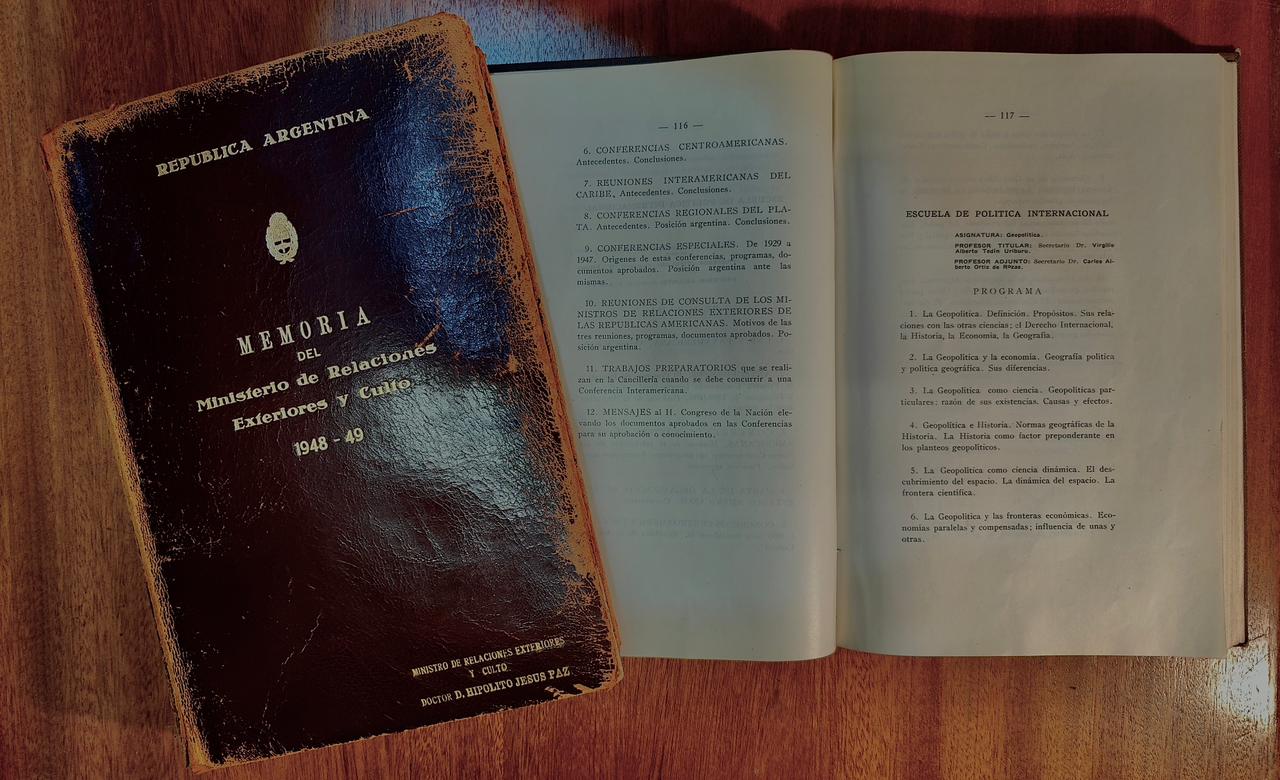 REPUBLICA ARGENTINA
MEMORIA
DEL
Ministerio de Relaciones
Exteriores y Culto
1948 - 49
MINISTRO DE RELACIONES EXTERIORES
Y CULTO
DOCTOR D. HIPOLITO JESUS PAZ
— 116 —
6. CONFERENCIAS CENTROAMERICANAS.
Antecedentes. Conclusiones.
7. REUNIONES INTERAMERICANAS DEL
CARIBE. Antecedentes. Conclusiones.
8. CONFERENCIAS REGIONALES DEL PLA-
TA. Antecedentes. Posición argentina. Conclusiones.
9. CONFERENCIAS ESPECIALES. De 1929 a
1947. Orígenes de estas conferencias, programas, do-
cumentos aprobados. Posición argentina ante las
mismas.
10. REUNIONES DE CONSULTA DE LOS MI-
NISTROS DE RELACIONES EXTERIORES DE
LAS REPUBLICAS AMERICANAS. Motivos de las
tres reuniones, programas, documentos aprobados. Po-
sición argentina.
11. TRABAJOS PREPARATORIOS que se reali-
zan en la Cancillería cuando se debe concurrir a una
Conferencia Interamericana.
12. MENSAJES al H. Congreso de la Nación ele-
vando los documentos aprobados en las Conferencias
para su aprobación o conocimiento.
— 117 —
ESCUELA DE POLITICA INTERNACIONAL
ASIGNATURA: Geopolítica.
PROFESOR TITULAR: Secretario Dr. Virgilio
Alberto Tedín Uriburu.
PROFESOR ADJUNTO: Secretario Dr. Carlos Al-
berto Ortiz de Rozas.
PROGRAMA
1. La Geopolítica. Definición. Propósitos. Sus rela-
ciones con las otras ciencias; el Derecho Internacional,
la Historia, la Economía, la Geografía.
2. La Geopolítica y la economía. Geografía política
y política geográfica. Sus diferencias.
3. La Geopolítica como ciencia. Geopolíticas par-
ticulares: razón de sus existencias. Causas y efectos.
4. Geopolítica e Historia. Normas geográficas de la
Historia. La Historia como factor preponderante en
los planteos geopolíticos.
5. La Geopolítica como ciencia dinámica. El des-
cubrimiento del espacio. La dinámica del espacio. La
frontera científica.
6. La Geopolítica y las fronteras económicas. Eco-
nomías paralelas y compensadas; influencia de unas y
otras.